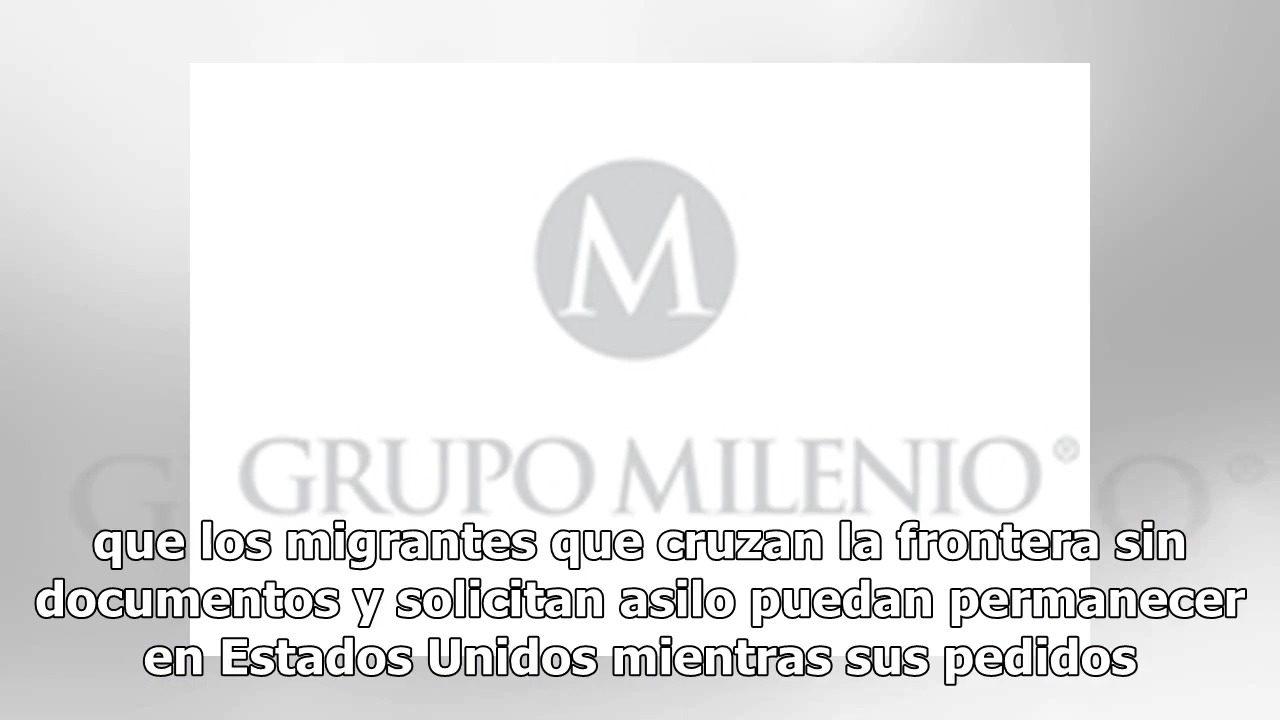 M
GRUPO MILENIO®
que los migrantes que cruzan la frontera sin
documentos y solicitan asilo puedan permanecer
en Estados Unidos mientras sus pedidos